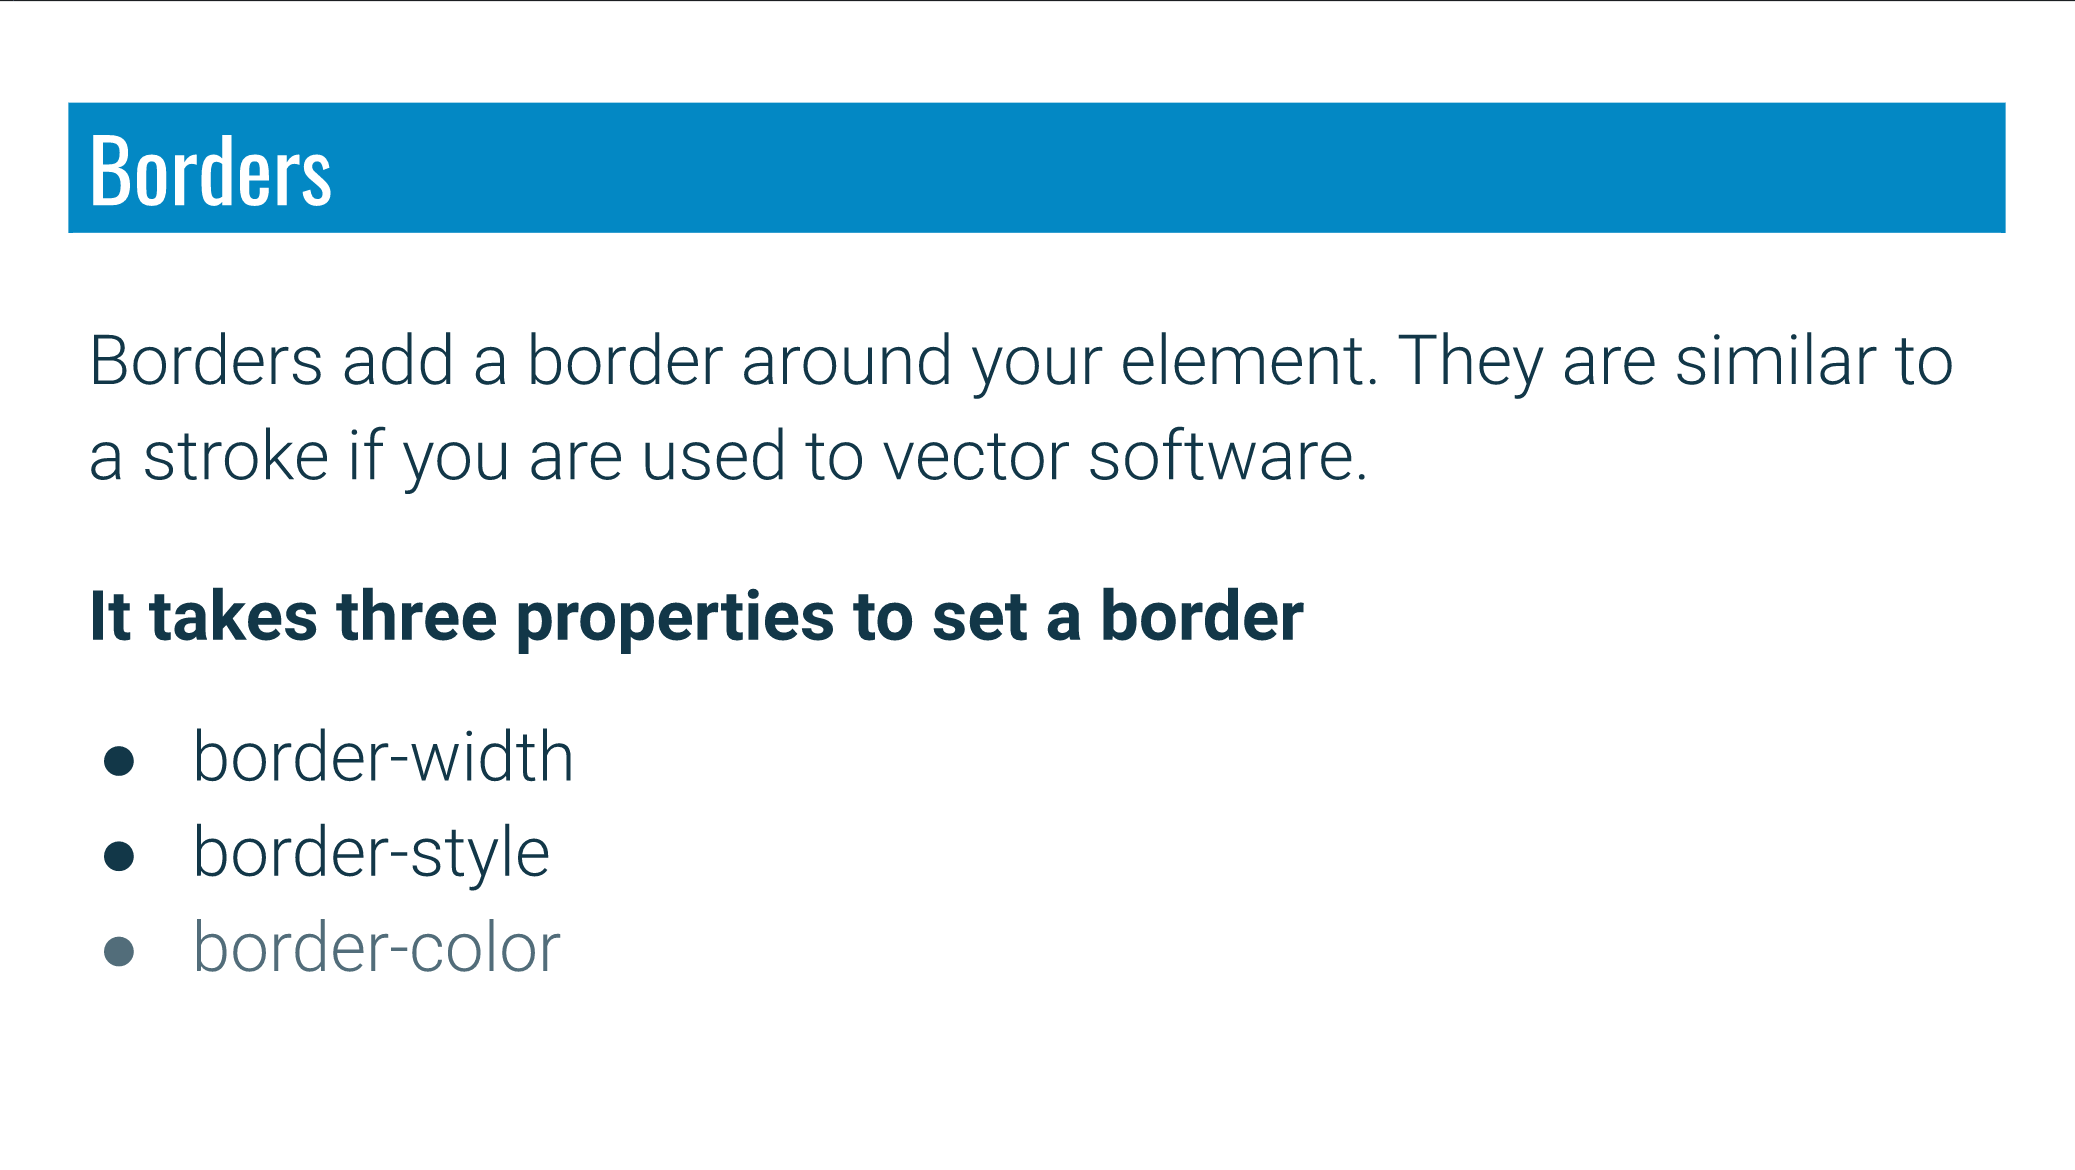 Borders
Borders add a border around your element. They are similar to
a stroke if you are used to vector software.
It takes three properties to set a border
● border-width
● border-style
● border-color